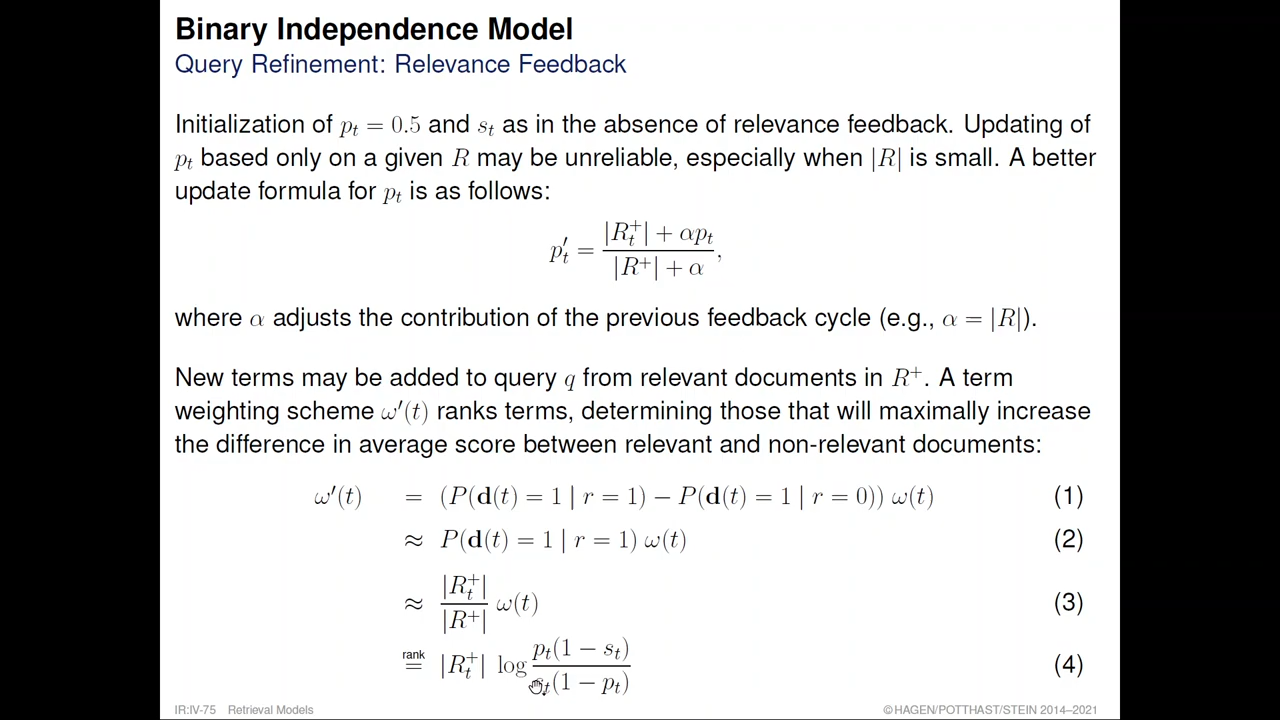 Binary Independence Model
Query Refinement: Relevance Feedback
Initialization of p_t = 0.5 and s_t as in the absence of relevance feedback. Updating of
p_t based only on a given R may be unreliable, especially when |R| is small. A better
update formula for p_t is as follows:
p′_t = (|R_t^+| + αp_t) / (|R^+| + α),
where α adjusts the contribution of the previous feedback cycle (e.g., α = |R|).
New terms may be added to query q from relevant documents in R^+. A term
weighting scheme ω′(t) ranks terms, determining those that will maximally increase
the difference in average score between relevant and non-relevant documents:
ω′(t) = (P(d(t) = 1 | r = 1) − P(d(t) = 1 | r = 0)) ω(t) (1)
≈ P(d(t) = 1 | r = 1) ω(t) (2)
≈ |R_t^+| / |R^+| ω(t) (3)
rank
= |R_t^+| log p_t(1 − s_t) / s_t(1 − p_t) (4)
IR:IV-75 Retrieval Models ©HAGEN/POTTHAST/STEIN 2014–2021